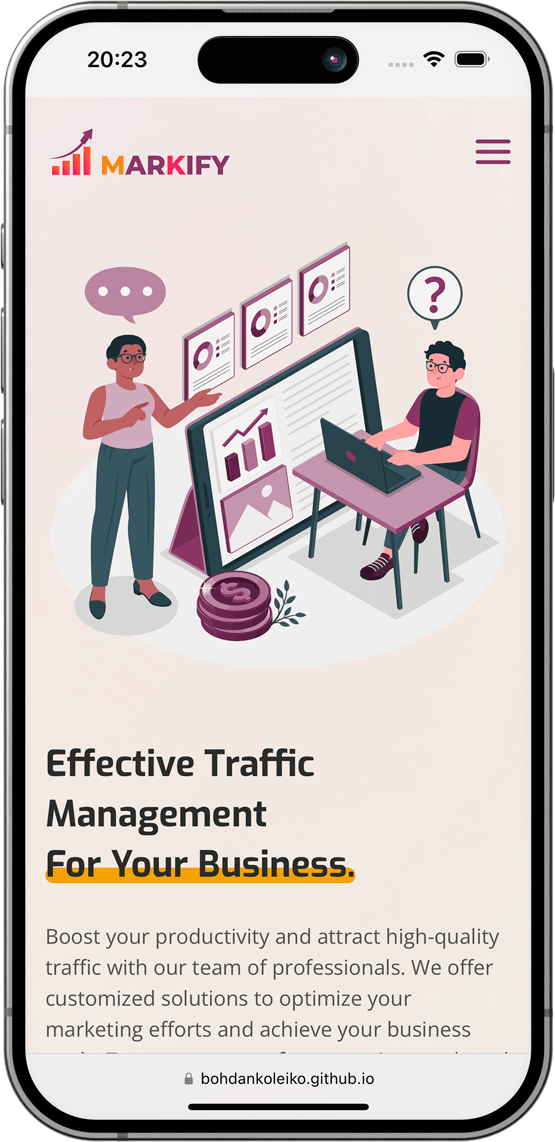 20:23
MARKIFY
?
$
Effective Traffic
Management
For Your Business.
Boost your productivity and attract high-quality
traffic with our team of professionals. We offer
customized solutions to optimize your
marketing efforts and achieve your business
bohdankoleiko.github.io